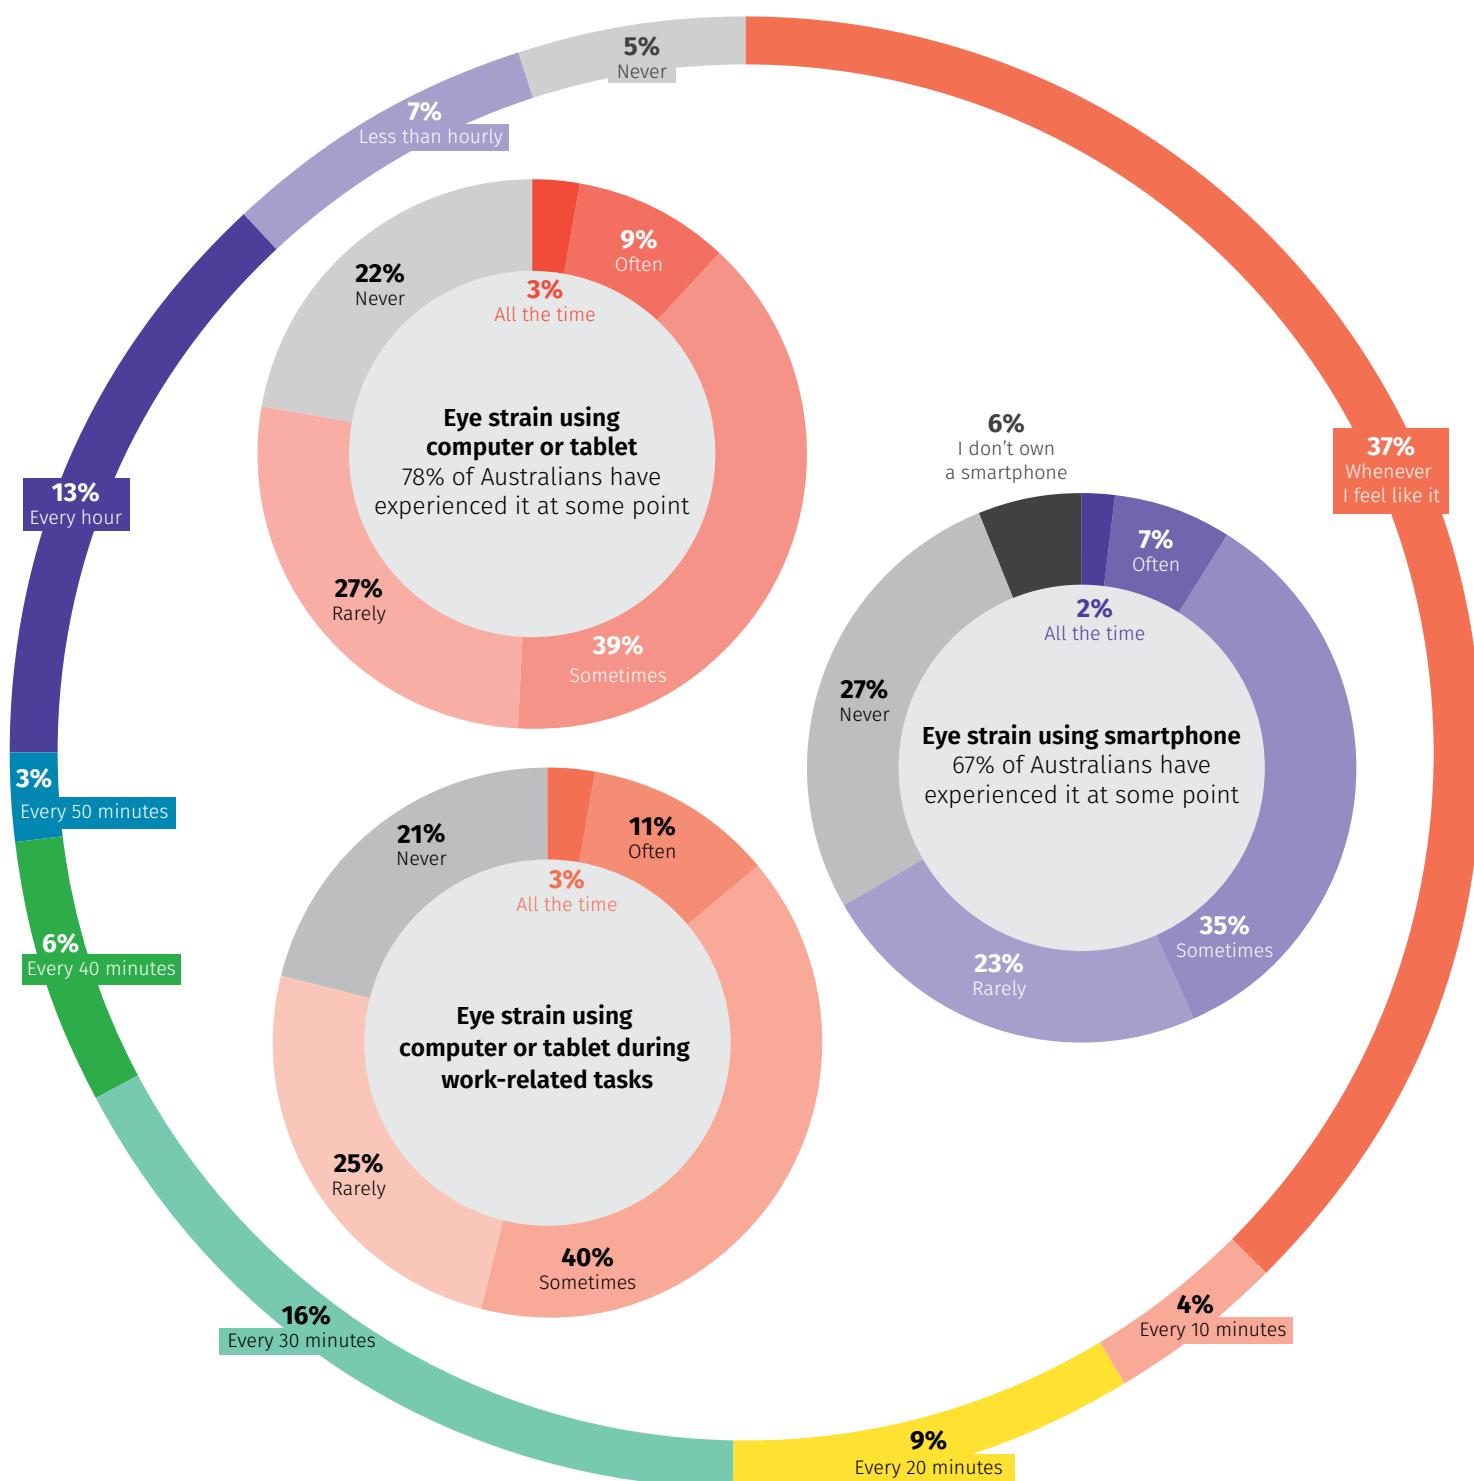 5%
Never
7%
Less than hourly
9%
Often
22%
Never
3%
All the time
Eye strain using
computer or tablet
78% of Australians have
experienced it at some point
27%
Rarely
39%
Sometimes
37%
Whenever
I feel like it
6%
I don't own
a smartphone
7%
Often
2%
All the time
27%
Never
Eye strain using smartphone
67% of Australians have
experienced it at some point
35%
Sometimes
23%
Rarely
13%
Every hour
3%
Every 50 minutes
6%
Every 40 minutes
11%
Often
21%
Never
3%
All the time
Eye strain using
computer or tablet during
work-related tasks
25%
Rarely
40%
Sometimes
16%
Every 30 minutes
4%
Every 10 minutes
9%
Every 20 minutes